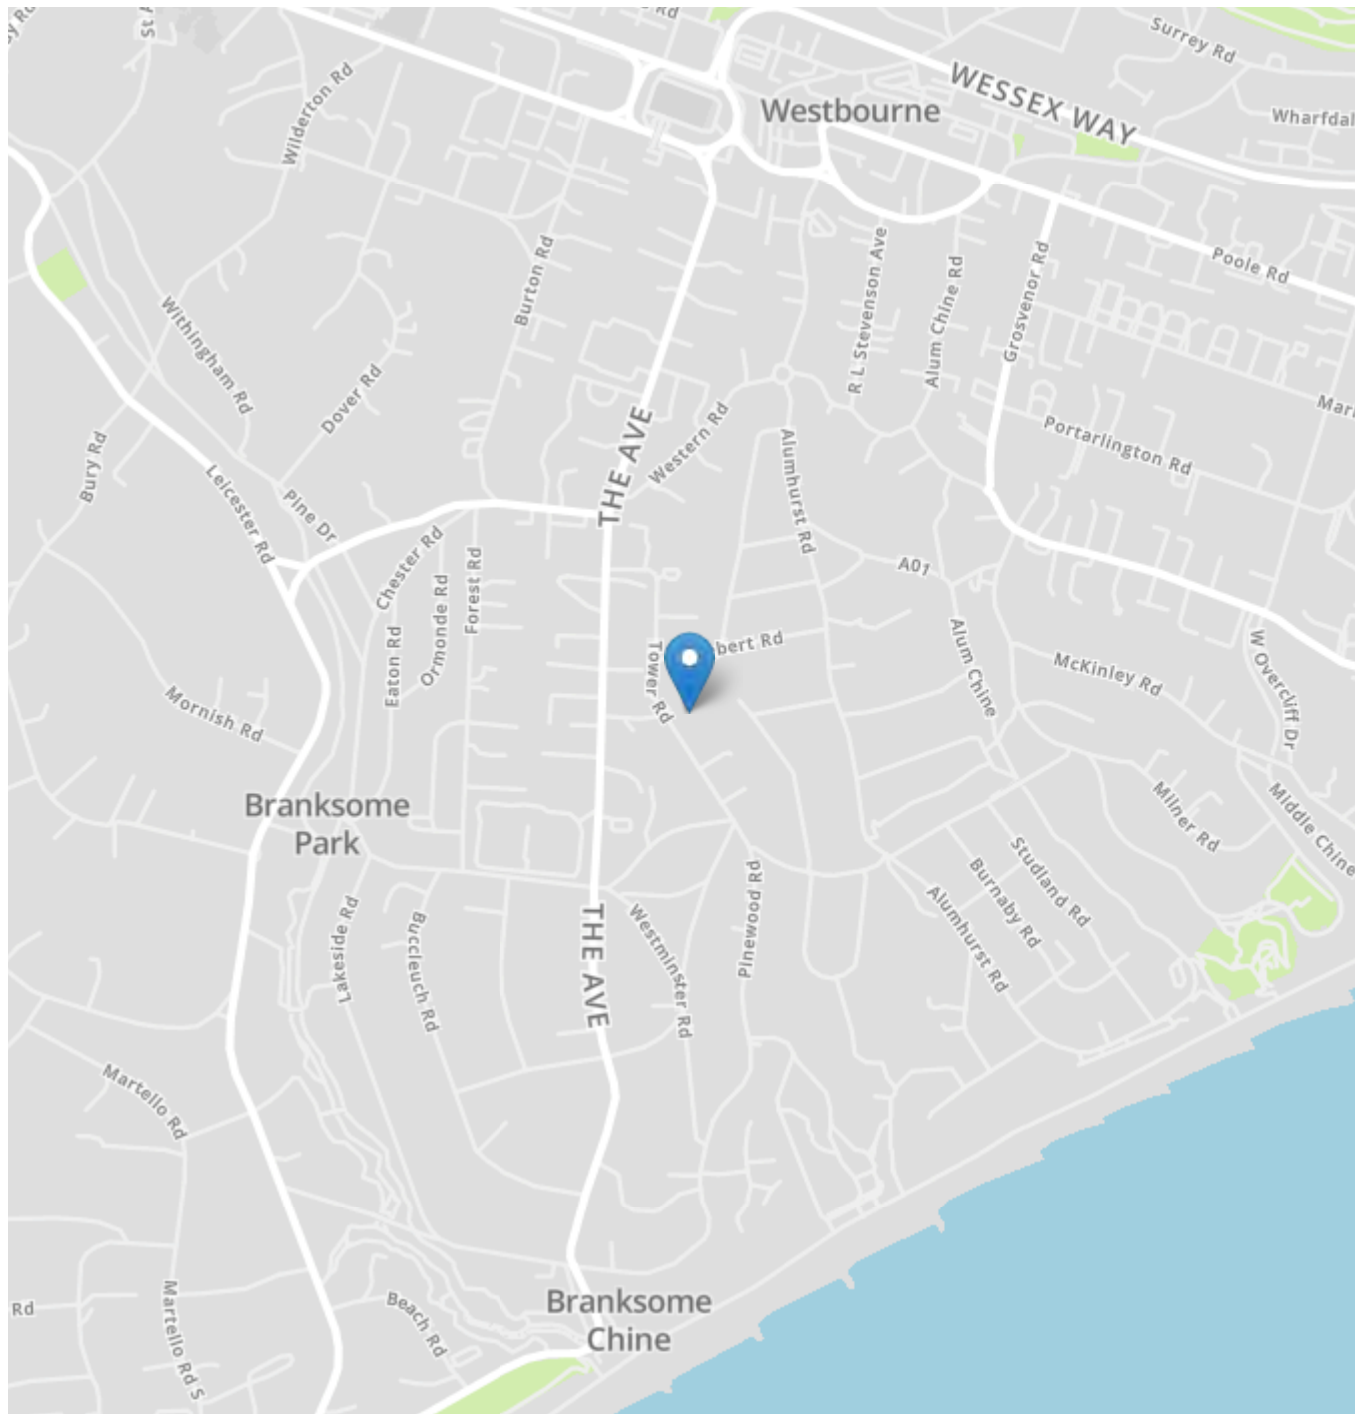 Surrey Rd
WESSEX WAY
Westbourne
Wharfdal
Wilderton Rd
Poole Rd
Burton Rd
R L Stevenson Ave
Alum Chine Rd
Grosvenor Rd
Withingham Rd
Dover Rd
THE AVE
Western Rd
Portarlington Rd
Bury Rd
Leicester Rd
Pine Dr
Alumhurst Rd
Chester Rd
Ormonde Rd
Forest Rd
A01
Eaton Rd
Tower Rd
bert Rd
Alum Chine
McKinley Rd
W Overcliff Dr
Mornish Rd
Branksome
Park
Milner Rd
Middle Chine
Studland Rd
Burnaby Rd
Alumhurst Rd
Pinewood Rd
Lakeside Rd
Buccleuch Rd
THE AVE
Westminster Rd
Martello Rd
Rd
Martello Rd S
Beach Rd
Branksome
Chine